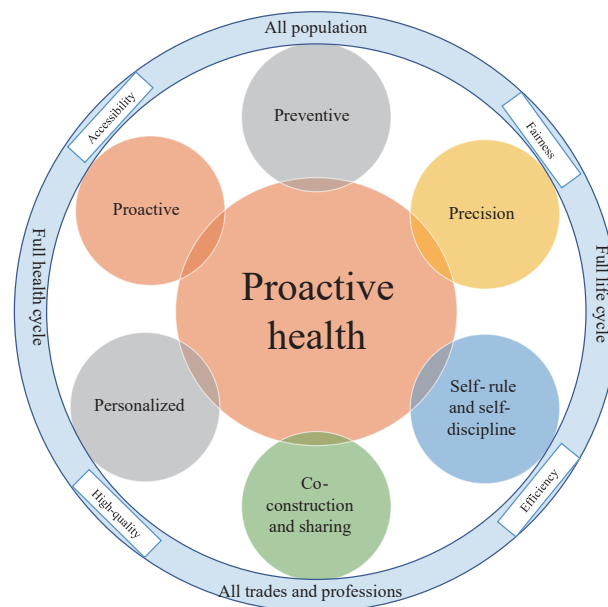 All population
Accessibility
Fairness
Preventive
Proactive
Precision
Full health cycle
Proactive
health
Full life cycle
Personalized
Self-rule
and self-
discipline
Co-
construction
and sharing
High-quality
Efficiency
All trades and professions